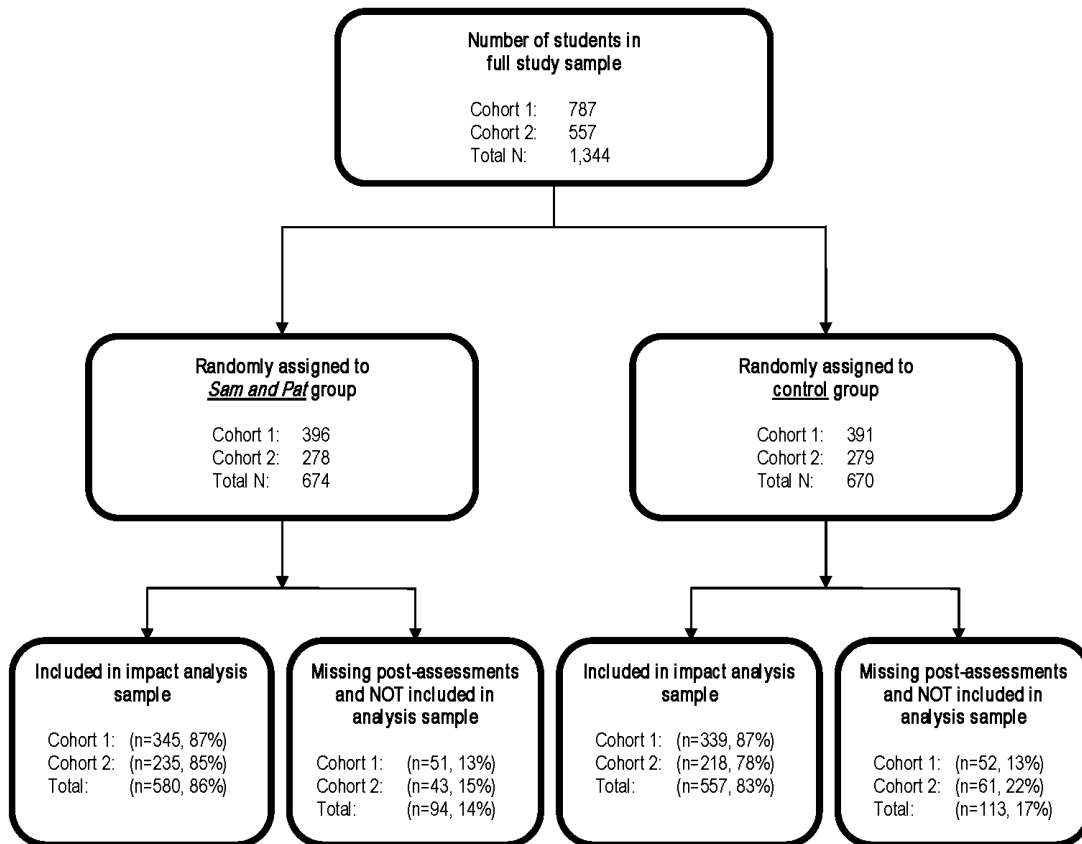 Number of students in
full study sample
Cohort 1: 787
Cohort 2: 557
Total N: 1,344
Randomly assigned to
Sam and Pat group
Cohort 1: 396
Cohort 2: 278
Total N: 674
Randomly assigned to
control group
Cohort 1: 391
Cohort 2: 279
Total N: 670
Included in impact analysis
sample
Cohort 1: (n=345, 87%)
Cohort 2: (n=235, 85%)
Total: (n=580, 86%)
Missing post-assessments
and NOT included in
analysis sample
Cohort 1: (n=51, 13%)
Cohort 2: (n=43, 15%)
Total: (n=94, 14%)
Included in impact analysis
sample
Cohort 1: (n=339, 87%)
Cohort 2: (n=218, 78%)
Total: (n=557, 83%)
Missing post-assessments
and NOT included in
analysis sample
Cohort 1: (n=52, 13%)
Cohort 2: (n=61, 22%)
Total: (n=113, 17%)